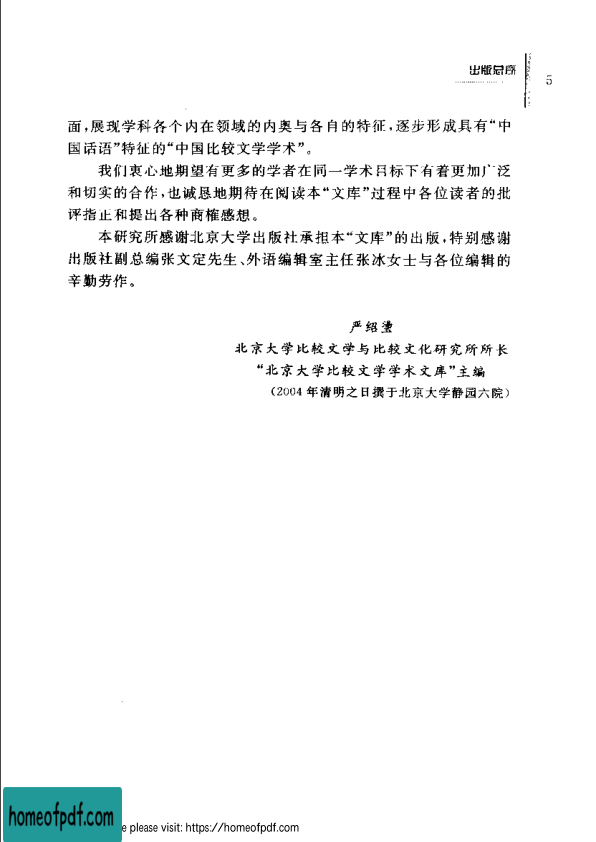 出版总序
5
面,展现学科各个内在领域的内奥与各自的特征,逐步形成具有“中
国话语”特征的“中国比较文学学术”。
我们衷心地期望有更多的学者在同一学术目标下有着更加广泛
和切实的合作,也诚恳地期待在阅读本“文库”过程中各位读者的批
评指正和提出各种商榷感想。
本研究所感谢北京大学出版社承担本“文库”的出版,特别感谢
出版社副总编张文定先生、外语编辑室主任张冰女士与各位编辑的
辛勤劳作。
严绍璗
北京大学比较文学与比较文化研究所所长
“北京大学比较文学学术文库”主编
(2004 年清明之日撰于北京大学静园六院)
homeofpdf.com
e please visit: https://homeofpdf.com